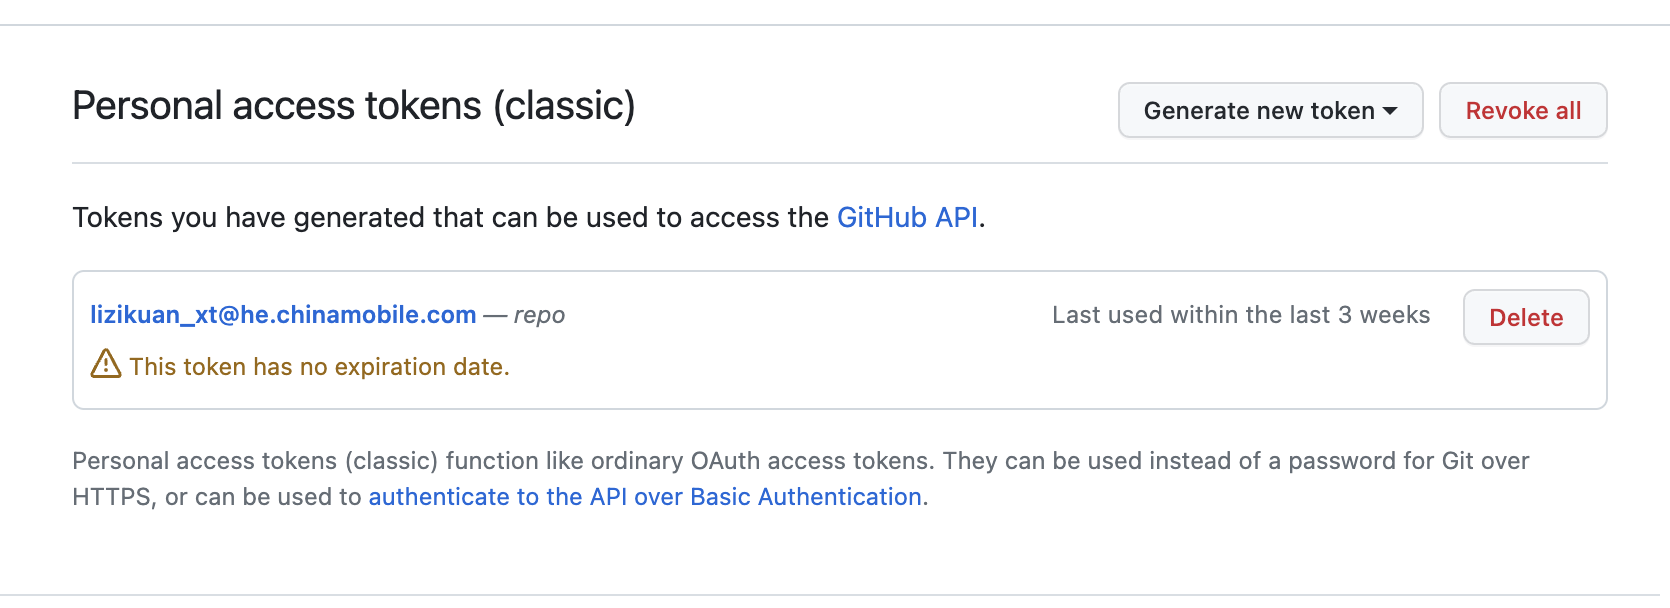 Personal access tokens (classic)
Generate new token
Revoke all
Tokens you have generated that can be used to access the GitHub API.
lizikuan_xt@he.chinamobile.com — repo
Last used within the last 3 weeks
Delete
This token has no expiration date.
Personal access tokens (classic) function like ordinary OAuth access tokens. They can be used instead of a password for Git over
HTTPS, or can be used to authenticate to the API over Basic Authentication.